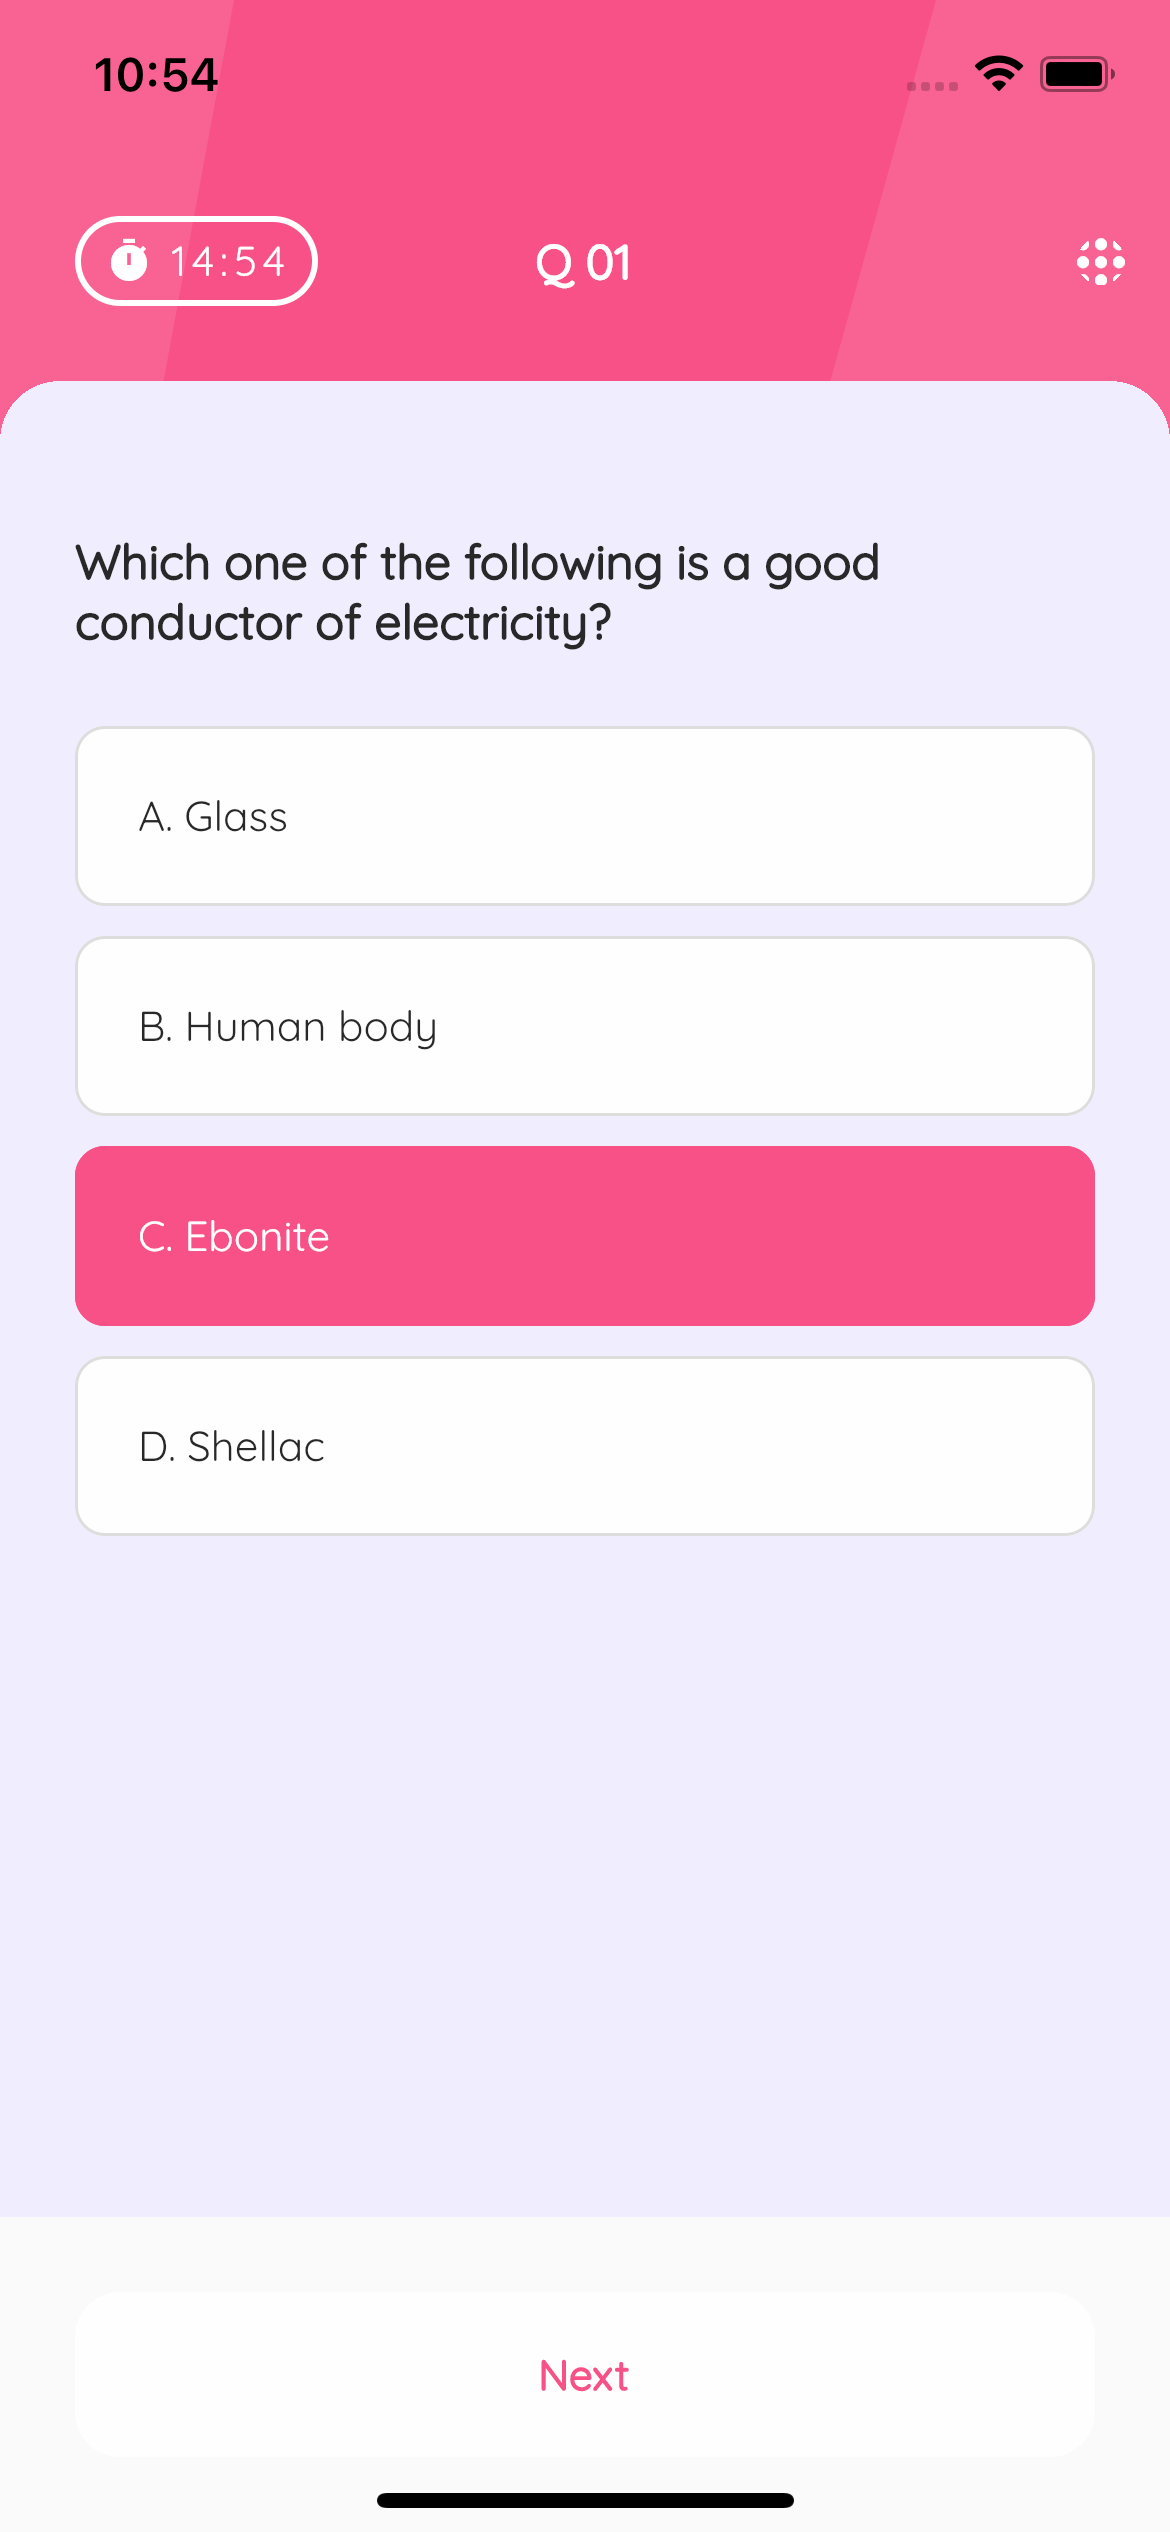 10:54
14:54
Q 01
Which one of the following is a good
conductor of electricity?
A. Glass
B. Human body
C. Ebonite
D. Shellac
Next